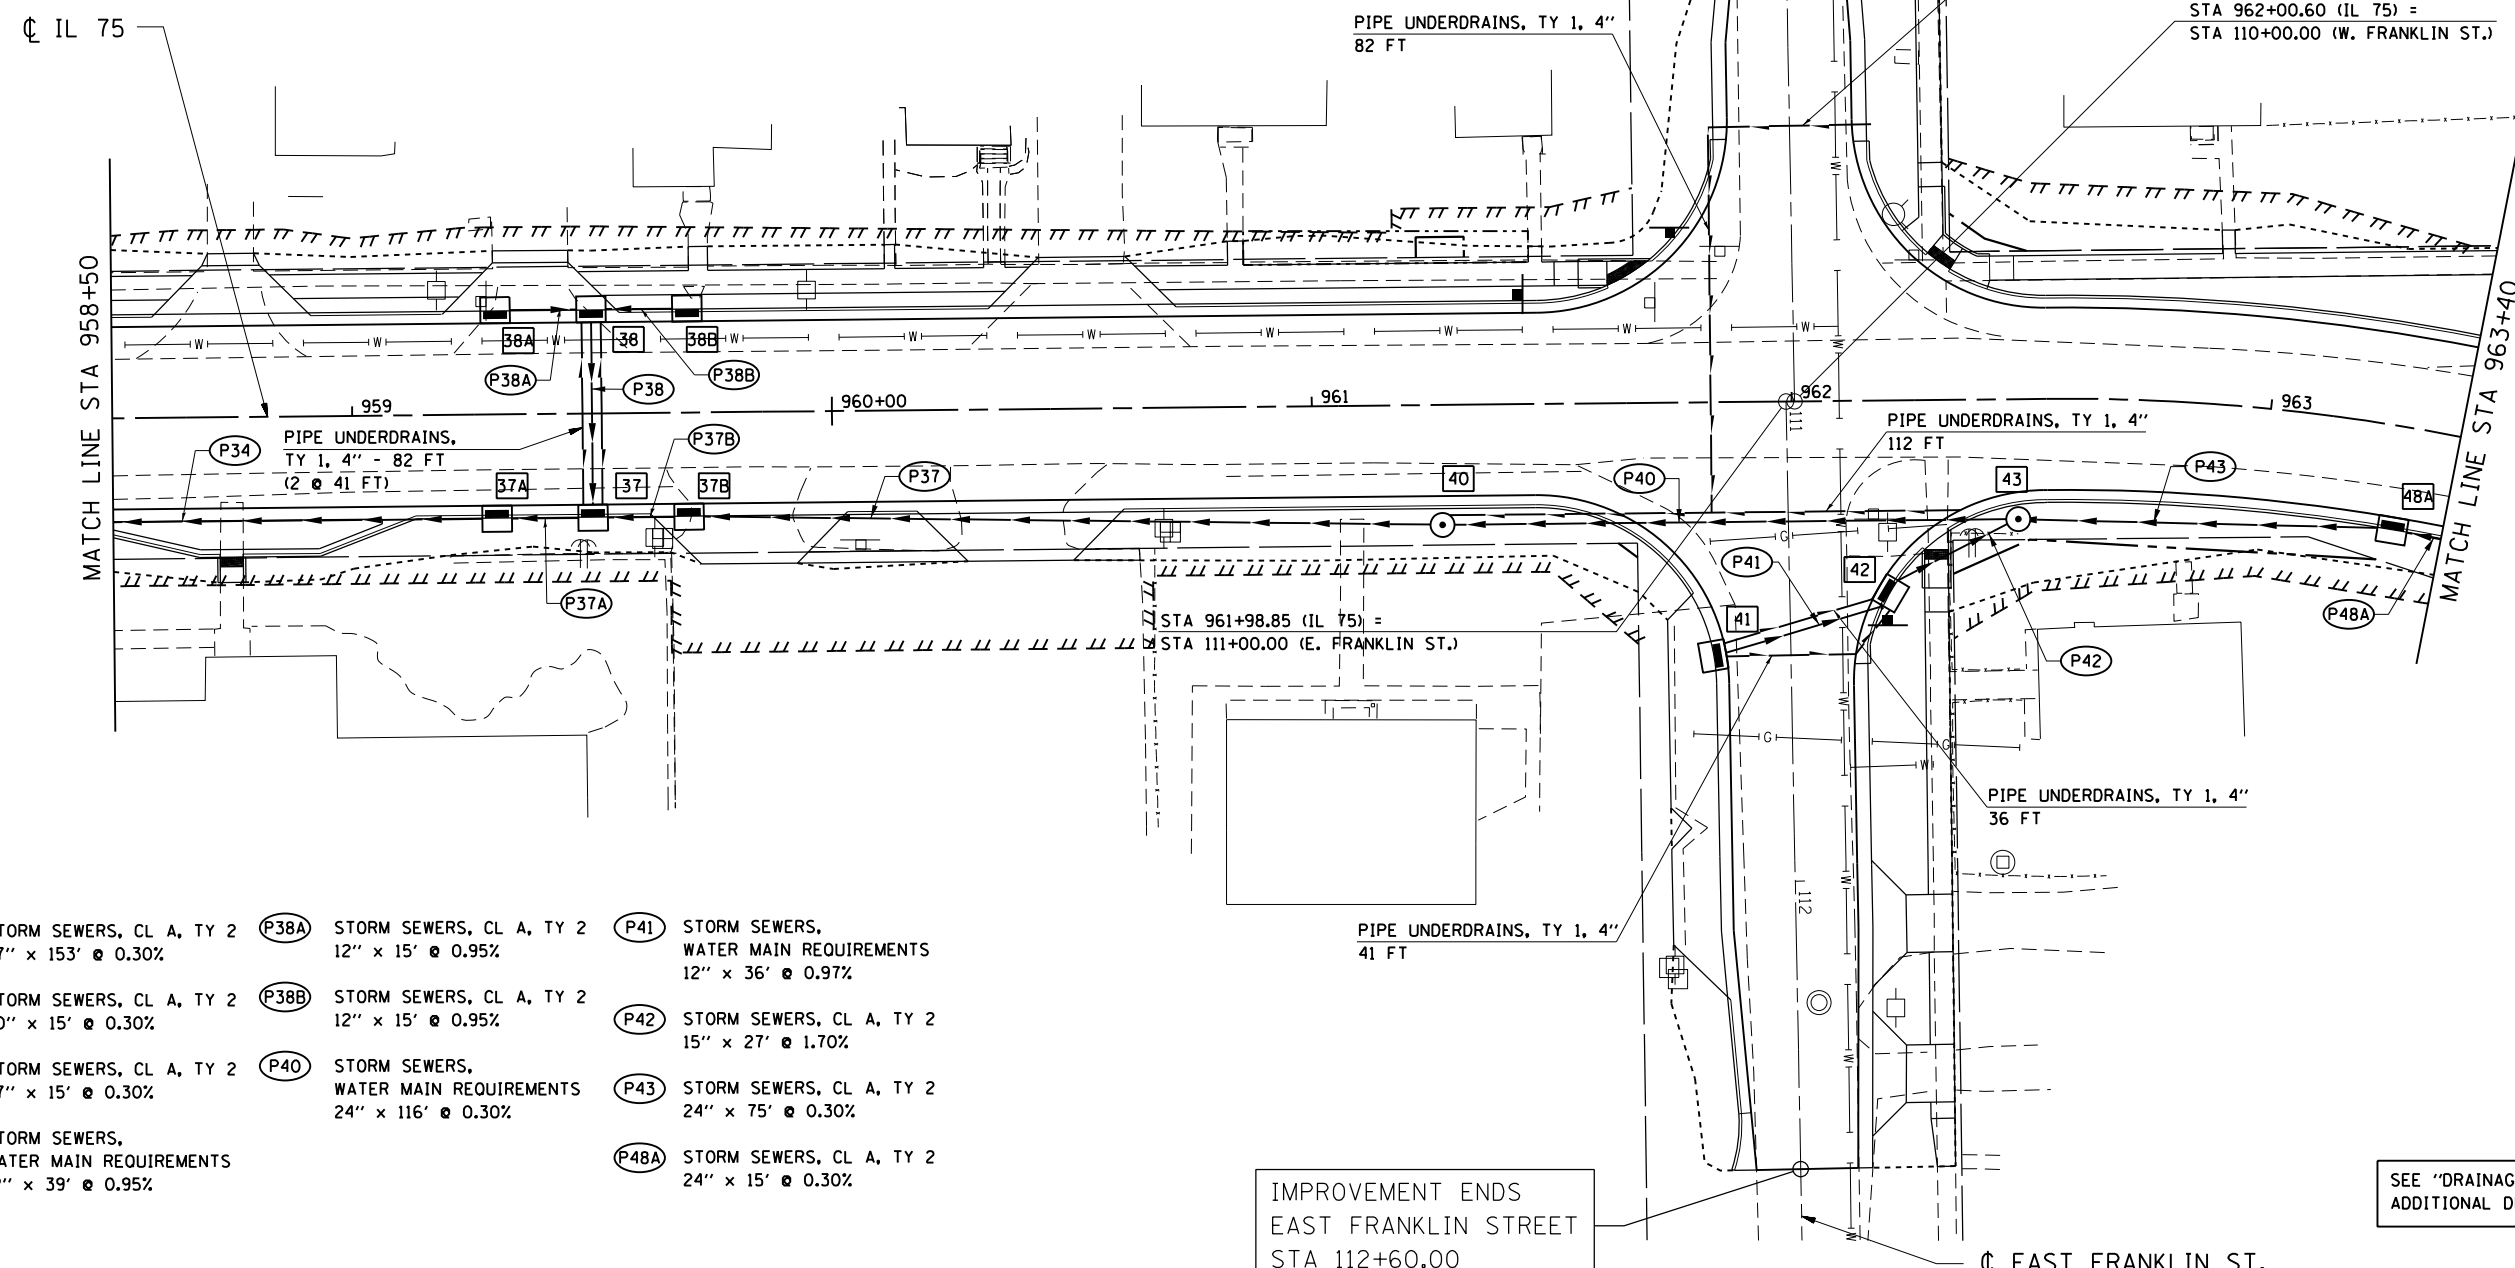 ℄ IL 75
PIPE UNDERDRAINS, TY 1, 4''
82 FT
STA 962+00.60 (IL 75) =
STA 110+00.00 (W. FRANKLIN ST.)
MATCH LINE STA 958+50
MATCH LINE STA 963+40
38A
38
38B
P38A
P38
P38B
959
960+00
961
962
963
111
L112
P34
PIPE UNDERDRAINS,
TY 1, 4'' - 82 FT
(2 @ 41 FT)
P37B
37A
37
37B
P37
40
P40
PIPE UNDERDRAINS, TY 1, 4''
112 FT
43
P43
48A
P37A
P41
42
41
P42
P48A
STA 961+98.85 (IL 75) =
STA 111+00.00 (E. FRANKLIN ST.)
W W W W W W W W W W
W W W W W W W W
G G G
PIPE UNDERDRAINS, TY 1, 4''
36 FT
PIPE UNDERDRAINS, TY 1, 4''
41 FT
TORM SEWERS, CL A, TY 2
7'' x 153' @ 0.30%
TORM SEWERS, CL A, TY 2
0'' x 15' @ 0.30%
TORM SEWERS, CL A, TY 2
7'' x 15' @ 0.30%
TORM SEWERS,
ATER MAIN REQUIREMENTS
'' x 39' @ 0.95%
P38A STORM SEWERS, CL A, TY 2
12'' x 15' @ 0.95%
P38B STORM SEWERS, CL A, TY 2
12'' x 15' @ 0.95%
P40 STORM SEWERS,
WATER MAIN REQUIREMENTS
24'' x 116' @ 0.30%
P41 STORM SEWERS,
WATER MAIN REQUIREMENTS
12'' x 36' @ 0.97%
P42 STORM SEWERS, CL A, TY 2
15'' x 27' @ 1.70%
P43 STORM SEWERS, CL A, TY 2
24'' x 75' @ 0.30%
P48A STORM SEWERS, CL A, TY 2
24'' x 15' @ 0.30%
IMPROVEMENT ENDS
EAST FRANKLIN STREET
STA 112+60.00
℄ EAST FRANKLIN ST.
SEE "DRAINAG
ADDITIONAL D